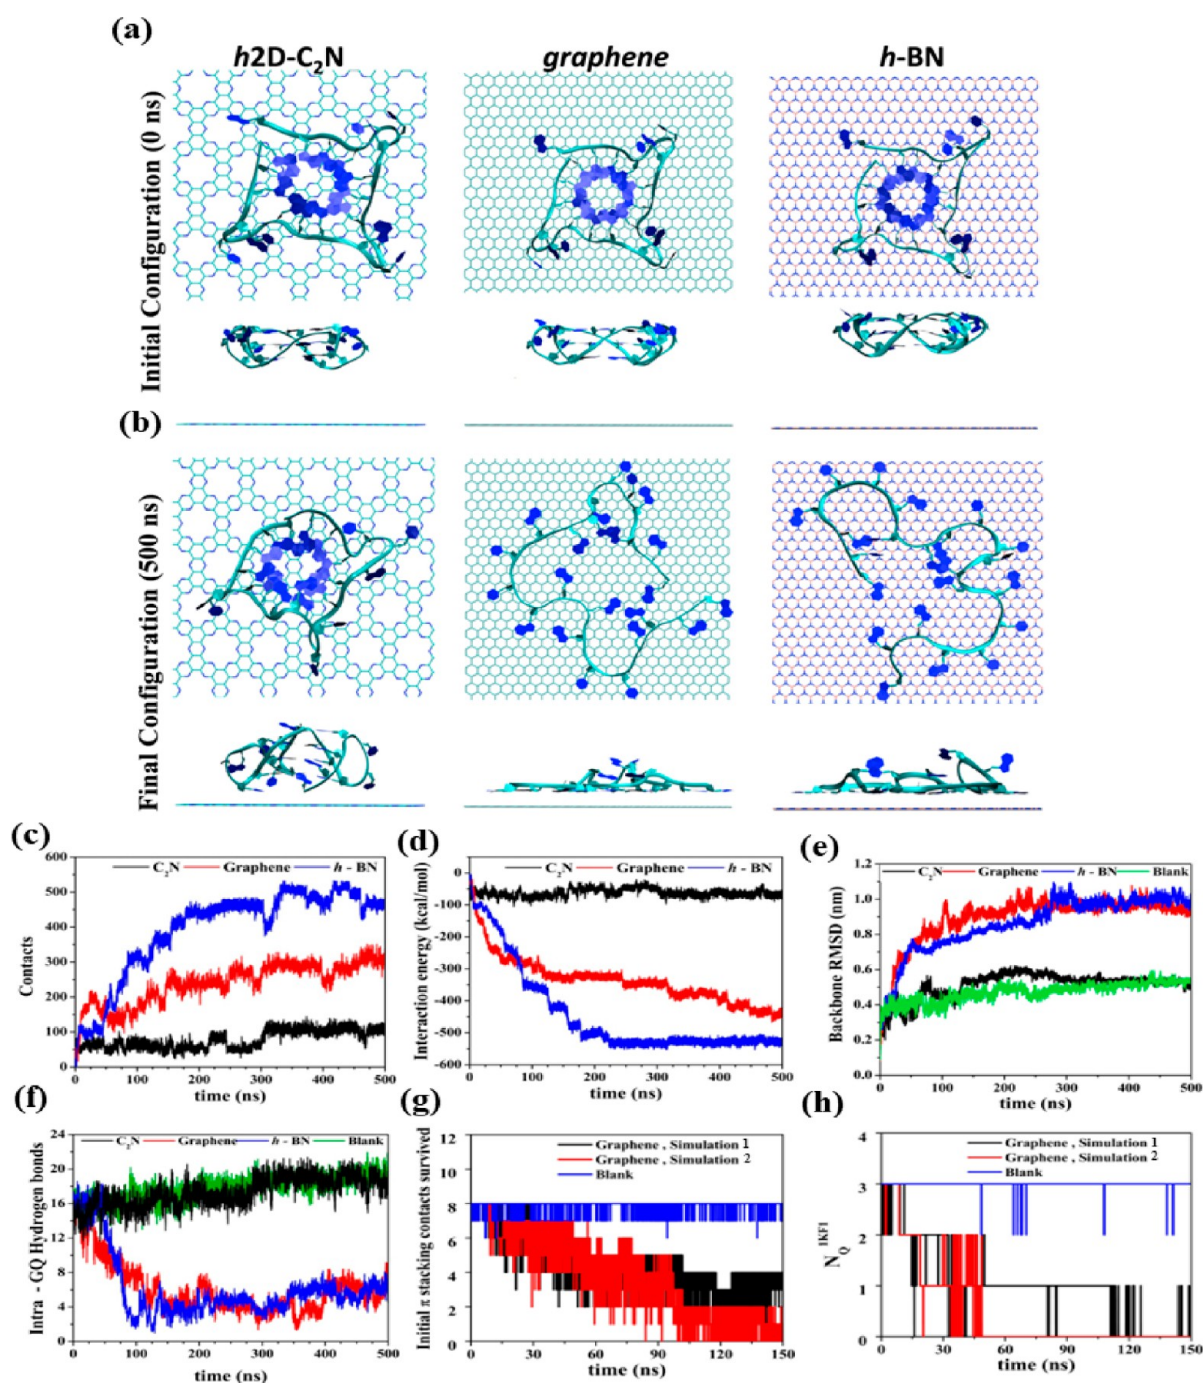 (a)
h2D-C₂N graphene h-BN
Initial Configuration (0 ns)
(b)
Final Configuration (500 ns)
(c)
C₂N Graphene h - BN
600
500
400
300
200
100
0
Contacts
0 100 200 300 400 500
time (ns)
(d)
C₂N Graphene h - BN
0
-100
-200
-300
-400
-500
-600
Interaction energy (kcal/mol)
0 100 200 300 400 500
time (ns)
(e)
C₂N Graphene h - BN Blank
1.2
1.0
0.8
0.6
0.4
0.2
0.0
Backbone RMSD (nm)
0 100 200 300 400 500
time (ns)
(f)
C₂N Graphene h - BN Blank
24
20
16
12
8
4
0
Intra - GQ Hydrogen bonds
0 100 200 300 400 500
time (ns)
(g)
Graphene , Simulation 1
Graphene , Simulation 2
Blank
12
10
8
6
4
2
0
Initial π stacking contacts survived
0 30 60 90 120 150
time (ns)
(h)
Graphene , Simulation 1
Graphene , Simulation 2
Blank
4
3
2
1
0
N_Q^1KF1
0 30 60 90 120 150
time (ns)